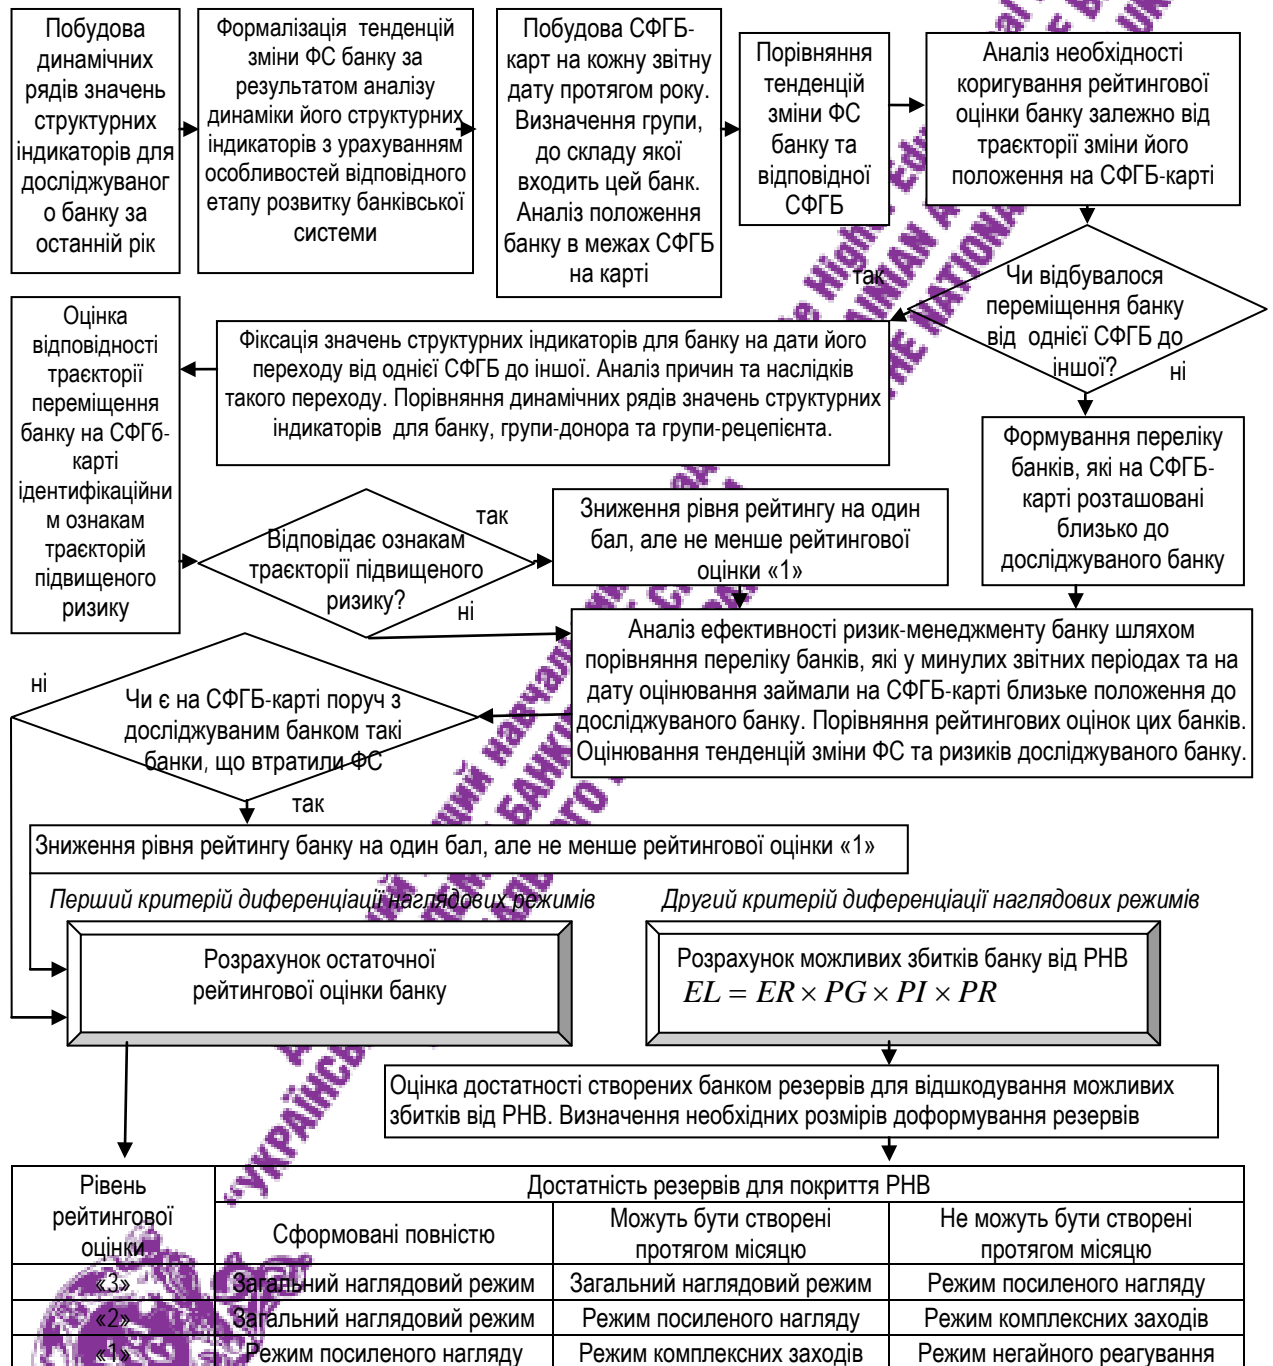 Побудова
динамічних
рядів значень
структурних
індикаторів для
досліджуваног
о банку за
останній рік
Формалізація тенденцій
зміни ФС банку за
результатом аналізу
динаміки його структурних
індикаторів з урахуванням
особливостей відповідного
етапу розвитку банківської
системи
Побудова СФГБ-
карт на кожну звітну
дату протягом року.
Визначення групи,
до складу якої
входить цей банк.
Аналіз положення
банку в межах СФГБ
на карті
Порівняння
тенденцій
зміни ФС
банку та
відповідної
СФГБ
Аналіз необхідності
коригування рейтингової
оцінки банку залежно від
траєкторії зміни його
положення на СФГБ-карті
так
Чи відбувалося
переміщення банку
від однієї СФГБ до
іншої?
ні
Оцінка
відповідності
траєкторії
переміщення
банку на СФГб-
карті
ідентифікаційни
м ознакам
траєкторій
підвищеного
ризику
Фіксація значень структурних індикаторів для банку на дати його
переходу від однієї СФГБ до іншої. Аналіз причин та наслідків
такого переходу. Порівняння динамічних рядів значень структурних
індикаторів для банку, групи-донора та групи-рецепієнта.
Формування переліку
банків, які на СФГБ-
карті розташовані
близько до
досліджуваного банку
так
Відповідає ознакам
траєкторії підвищеного
ризику?
ні
Зниження рівня рейтингу на один
бал, але не менше рейтингової
оцінки «1»
Аналіз ефективності ризик-менеджменту банку шляхом
порівняння переліку банків, які у минулих звітних періодах та на
дату оцінювання займали на СФГБ-карті близьке положення до
досліджуваного банку. Порівняння рейтингових оцінок цих банків.
Оцінювання тенденцій зміни ФС та ризиків досліджуваного банку.
ні
Чи є на СФГБ-карті поруч з
досліджуваним банком такі
банки, що втратили ФС
так
Зниження рівня рейтингу банку на один бал, але не менше рейтингової оцінки «1»
Перший критерій диференціації наглядових режимів
Другий критерій диференціації наглядових режимів
Розрахунок остаточної
рейтингової оцінки банку
Розрахунок можливих збитків банку від РНВ
EL = ER × PG × PI × PR
Оцінка достатності створених банком резервів для відшкодування можливих
збитків від РНВ. Визначення необхідних розмірів доформування резервів
Рівень
рейтингової
оцінки
Достатність резервів для покриття РНВ
Сформовані повністю
Можуть бути створені
протягом місяцю
Не можуть бути створені
протягом місяцю
«3» Загальний наглядовий режим Загальний наглядовий режим Режим посиленого нагляду
«2» Загальний наглядовий режим Режим посиленого нагляду Режим комплексних заходів
«1» Режим посиленого нагляду Режим комплексних заходів Режим негайного реагування